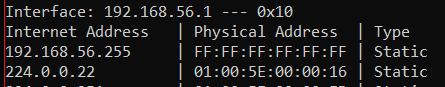 Interface: 192.168.56.1 --- 0x10
Internet Address | Physical Address | Type
192.168.56.255 | FF:FF:FF:FF:FF:FF | Static
224.0.0.22 | 01:00:5E:00:00:16 | Static